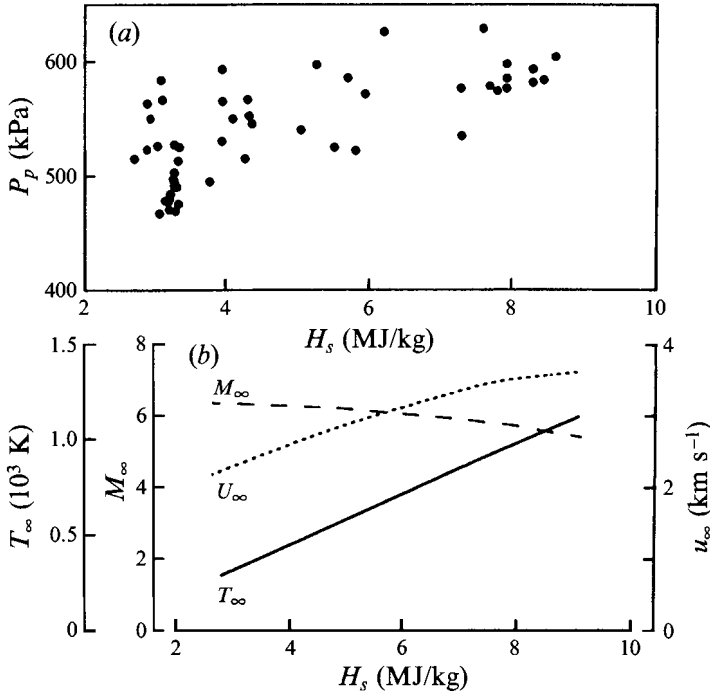 (a)
600
500
400
P_p (kPa)
2 4 6 8 10
H_s (MJ/kg)
(b)
1.5 8 4
1.0 6 3
0.5 4 2
2 1
0 0 0
T_∞ (10³ K)
M_∞
M_∞
U_∞
T_∞
u_∞ (km s⁻¹)
2 4 6 8 10
H_s (MJ/kg)